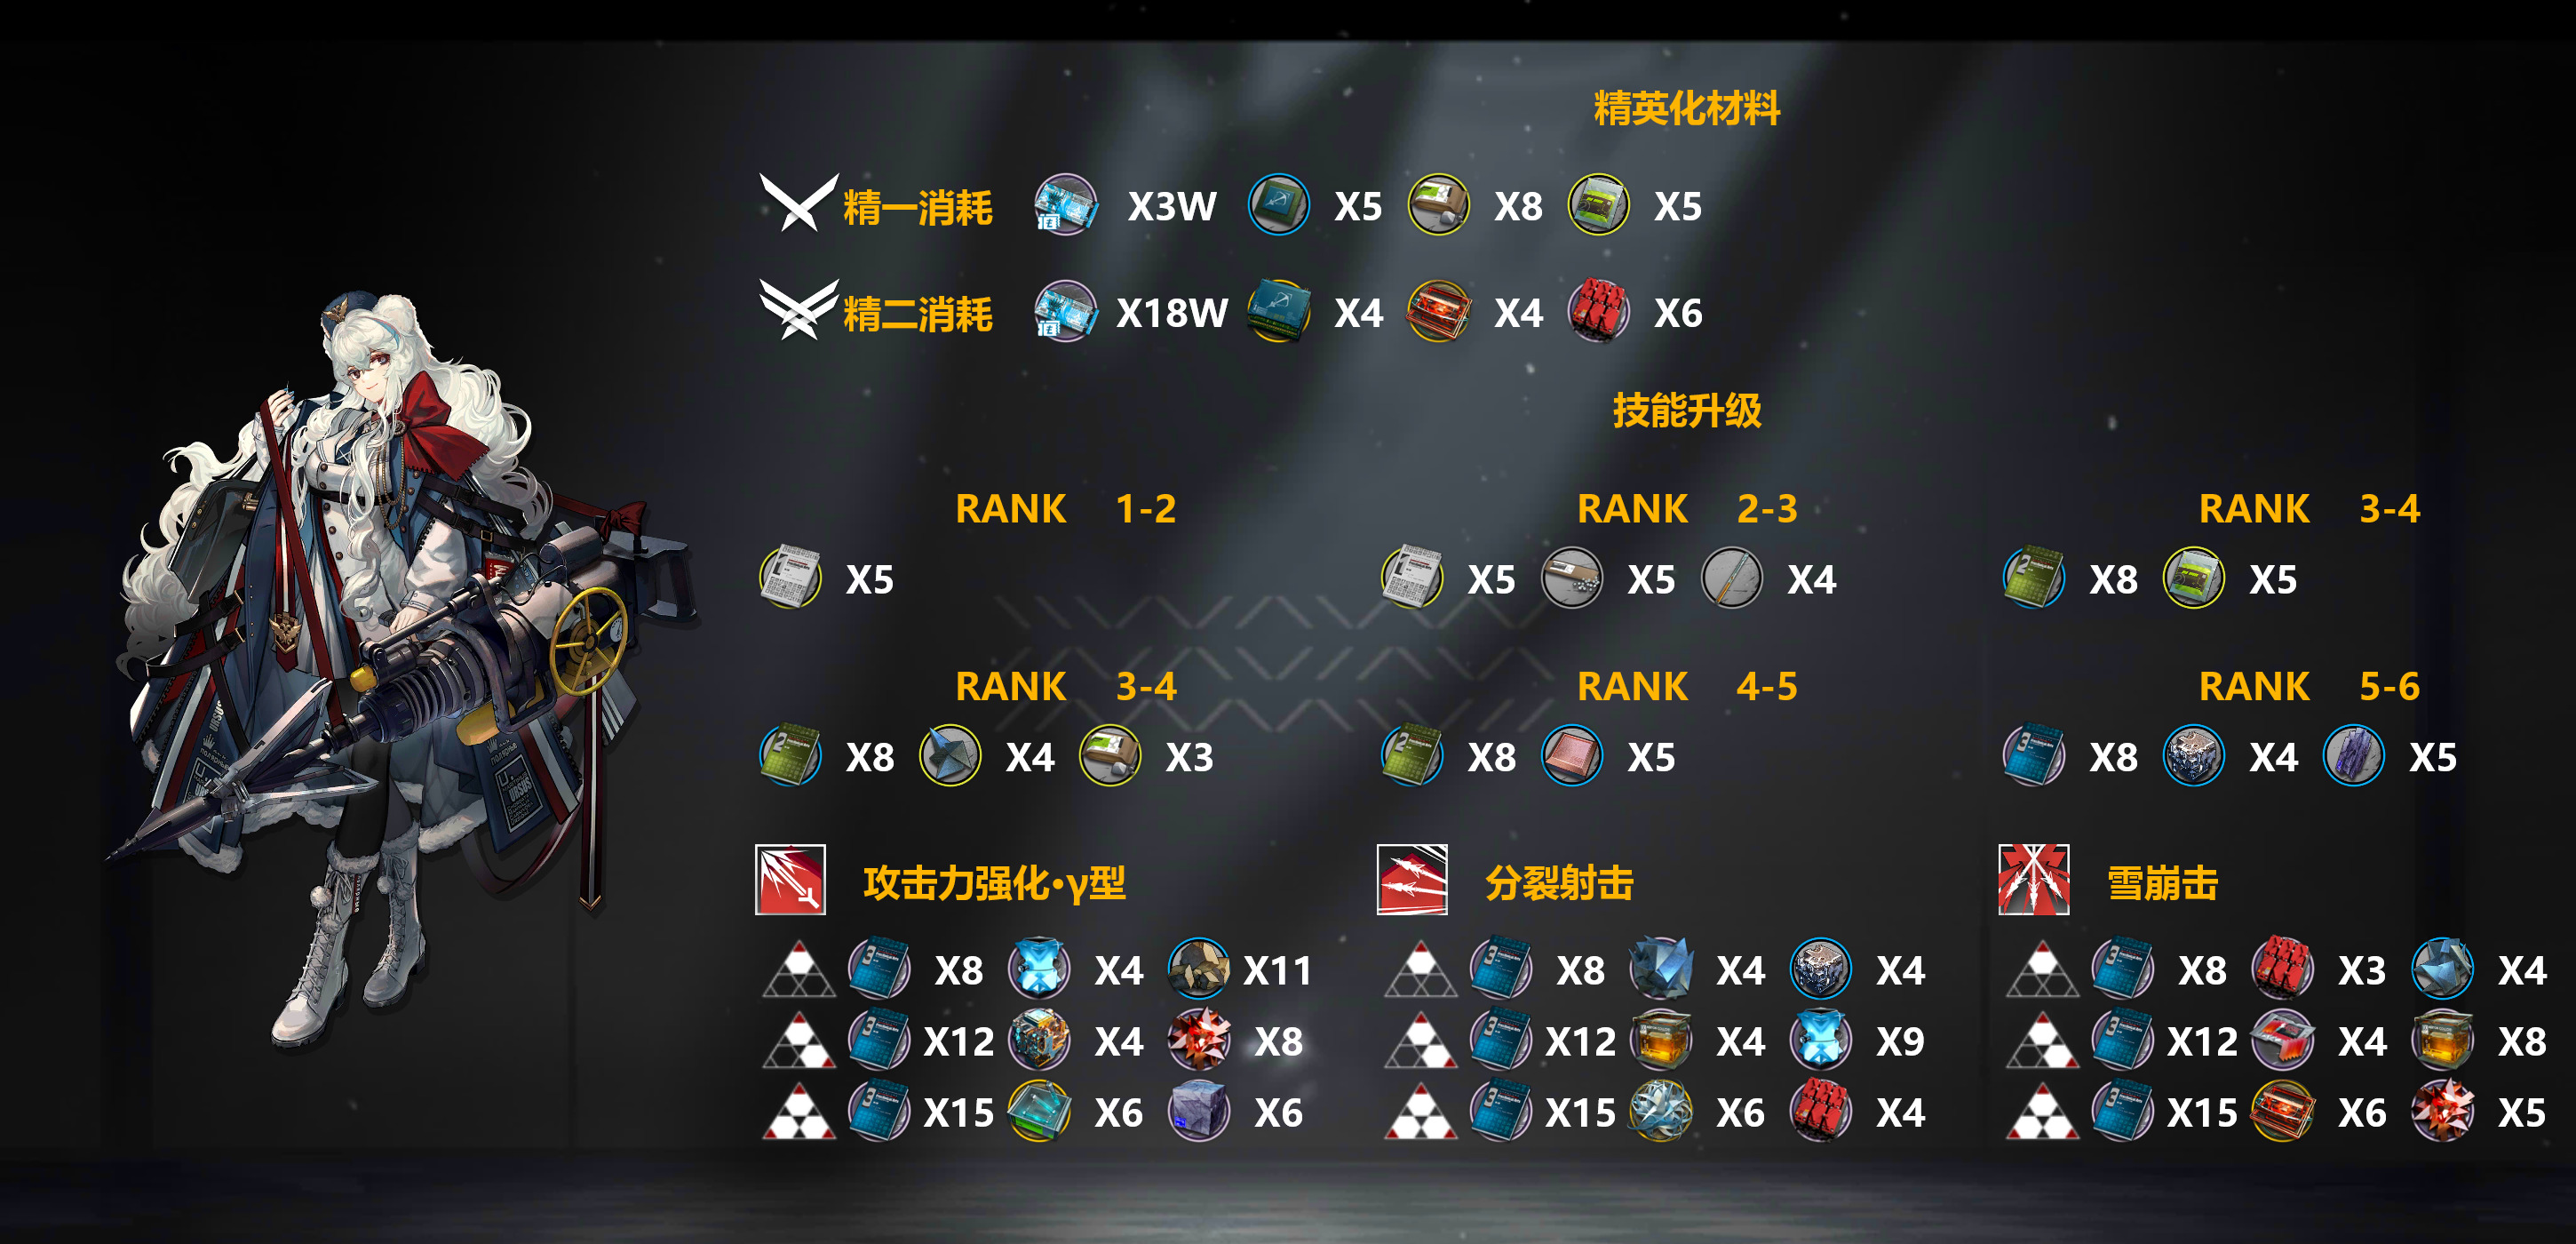 精英化材料
精一消耗 X3W X5 X8 X5
精二消耗 X18W X4 X4 X6
技能升级
RANK 1-2 RANK 2-3 RANK 3-4
X5 X5 X5 X4 X8 X5
RANK 3-4 RANK 4-5 RANK 5-6
X8 X4 X3 X8 X5 X8 X4 X5
攻击力强化·γ型 分裂射击 雪崩击
X8 X4 X11 X8 X4 X4 X8 X3 X4
X12 X4 X8 X12 X4 X9 X12 X4 X8
X15 X6 X6 X15 X6 X4 X15 X6 X5
URSUS